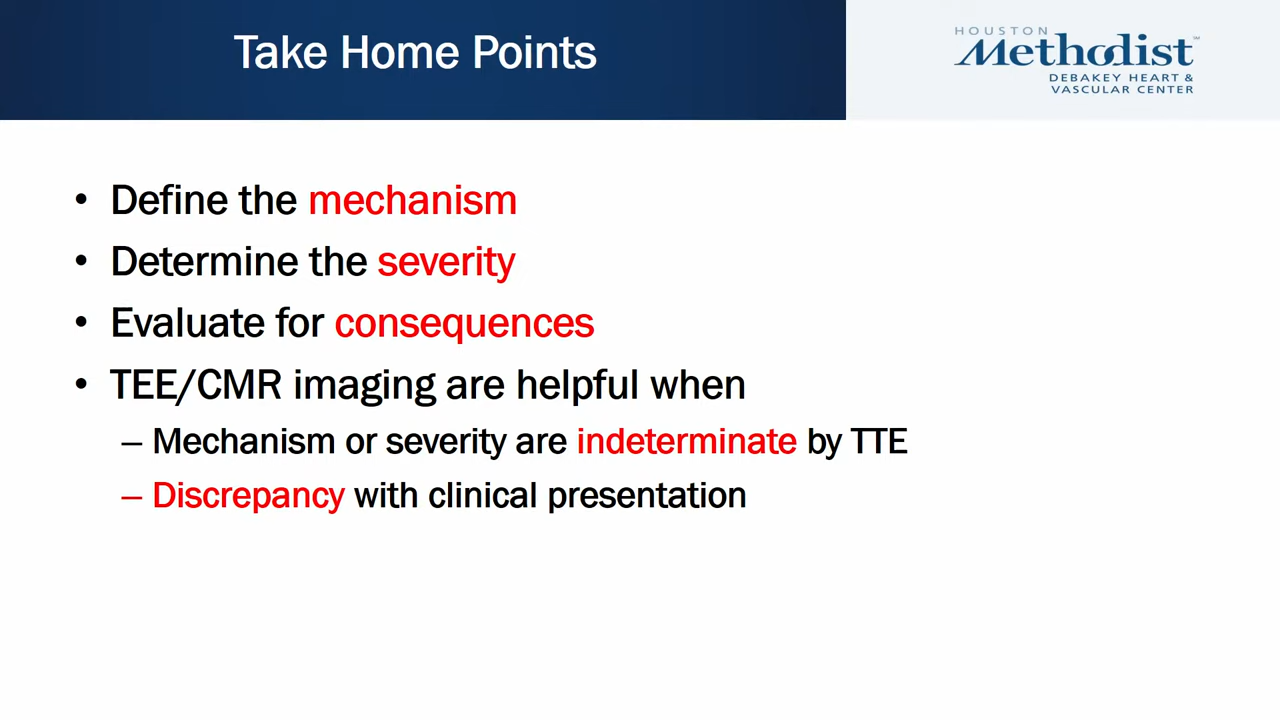 Take Home Points
HOUSTON
Methodist™
DEBAKEY HEART &
VASCULAR CENTER
• Define the mechanism
• Determine the severity
• Evaluate for consequences
• TEE/CMR imaging are helpful when
– Mechanism or severity are indeterminate by TTE
– Discrepancy with clinical presentation